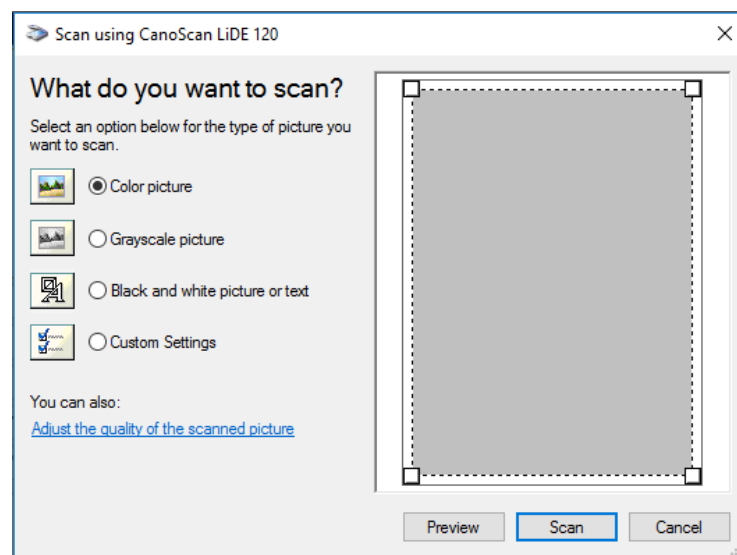 Scan using CanoScan LiDE 120
What do you want to scan?
Select an option below for the type of picture you
want to scan.
Color picture
Grayscale picture
Black and white picture or text
Custom Settings
You can also:
Adjust the quality of the scanned picture
Preview
Scan
Cancel